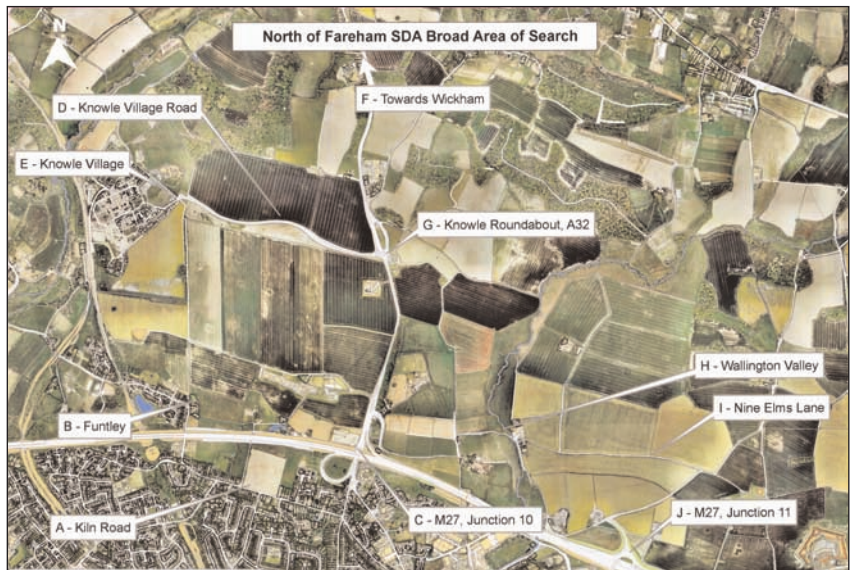 N
North of Fareham SDA Broad Area of Search
D - Knowle Village Road
F - Towards Wickham
E - Knowle Village
G - Knowle Roundabout, A32
H - Wallington Valley
I - Nine Elms Lane
B - Funtley
J - M27, Junction 11
C - M27, Junction 10
A - Kiln Road